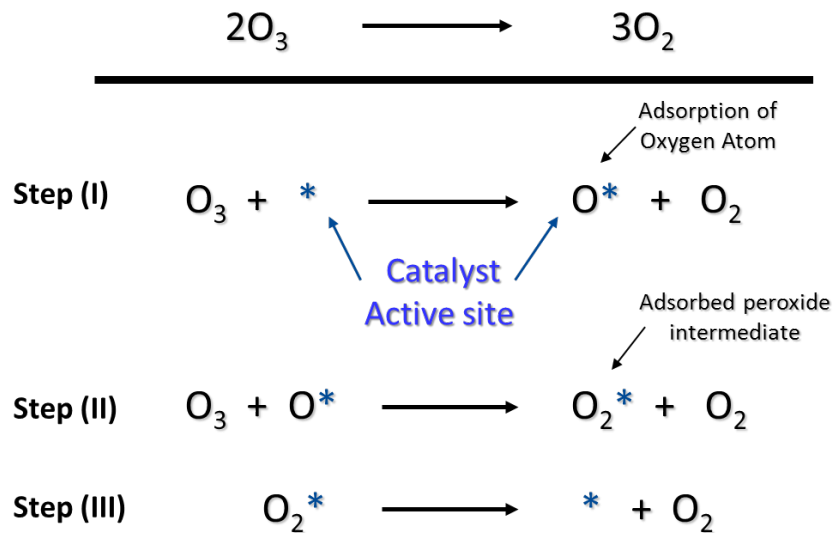 2O₃ ⟶ 3O₂
Adsorption of
Oxygen Atom
Step (I) O₃ + * ⟶ O* + O₂
Catalyst
Active site
Adsorbed peroxide
intermediate
Step (II) O₃ + O* ⟶ O₂* + O₂
Step (III) O₂* ⟶ * + O₂